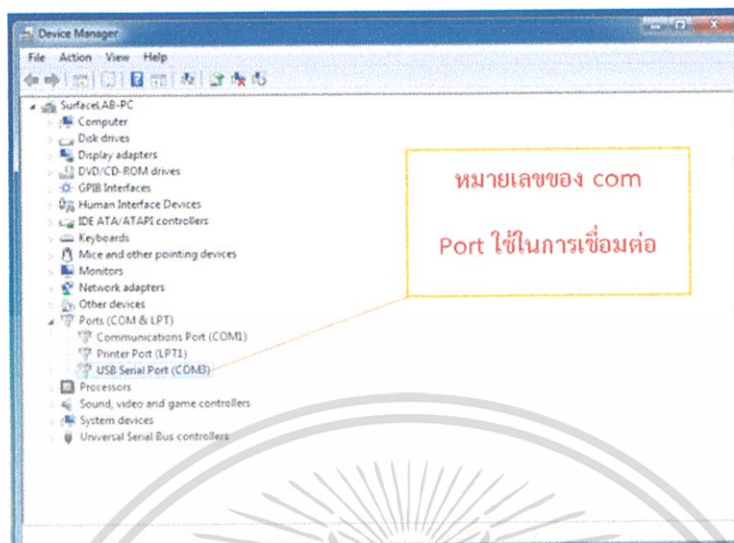 Device Manager
File Action View Help
SurfaceLAB-PC
Computer
Disk drives
Display adapters
DVD/CD-ROM drives
GPIB Interfaces
Human Interface Devices
IDE ATA/ATAPI controllers
Keyboards
Mice and other pointing devices
Monitors
Network adapters
Other devices
Ports (COM & LPT)
Communications Port (COM1)
Printer Port (LPT1)
USB Serial Port (COM3)
Processors
Sound, video and game controllers
System devices
Universal Serial Bus controllers
หมายเลขของ com
Port ใช้ในการเชื่อมต่อ